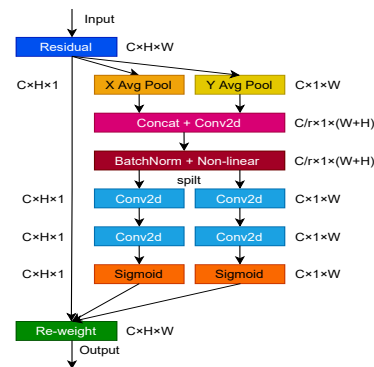 Input
Residual C×H×W
C×H×1 X Avg Pool Y Avg Pool C×1×W
Concat + Conv2d C/r×1×(W+H)
BatchNorm + Non-linear C/r×1×(W+H)
spilt
C×H×1 Conv2d Conv2d C×1×W
C×H×1 Conv2d Conv2d C×1×W
C×H×1 Sigmoid Sigmoid C×1×W
Re-weight C×H×W
Output